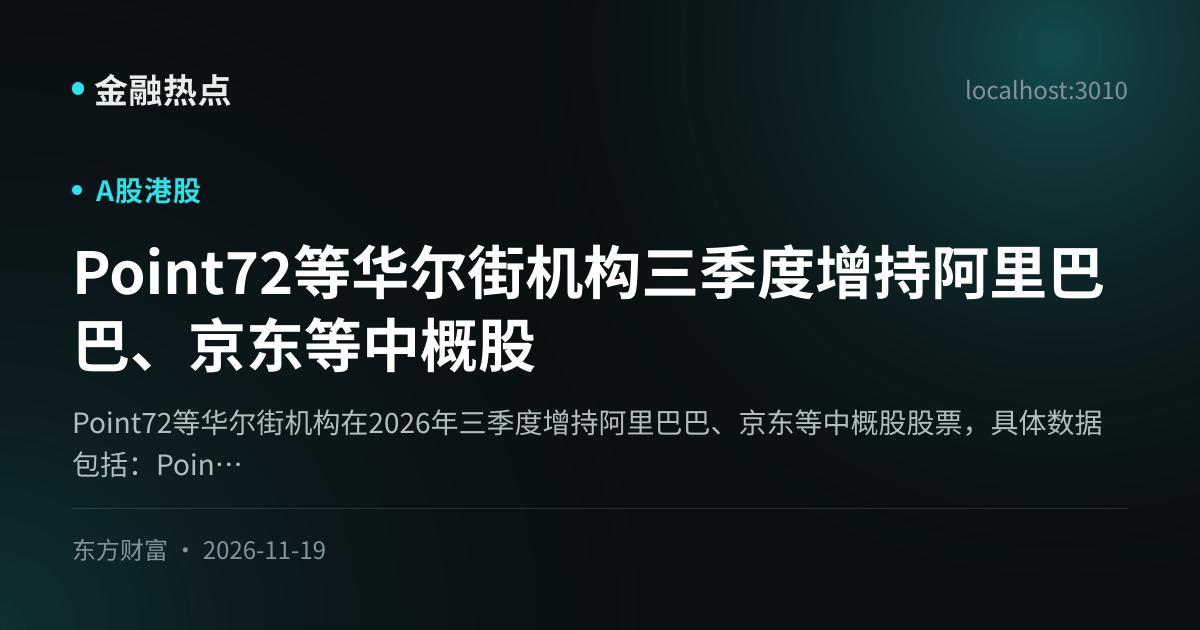 金融热点
localhost:3010
A股港股
Point72等华尔街机构三季度增持阿里巴
巴、京东等中概股
Point72等华尔街机构在2026年三季度增持阿里巴巴、京东等中概股股票，具体数据
包括：Poin…
东方财富 • 2026-11-19